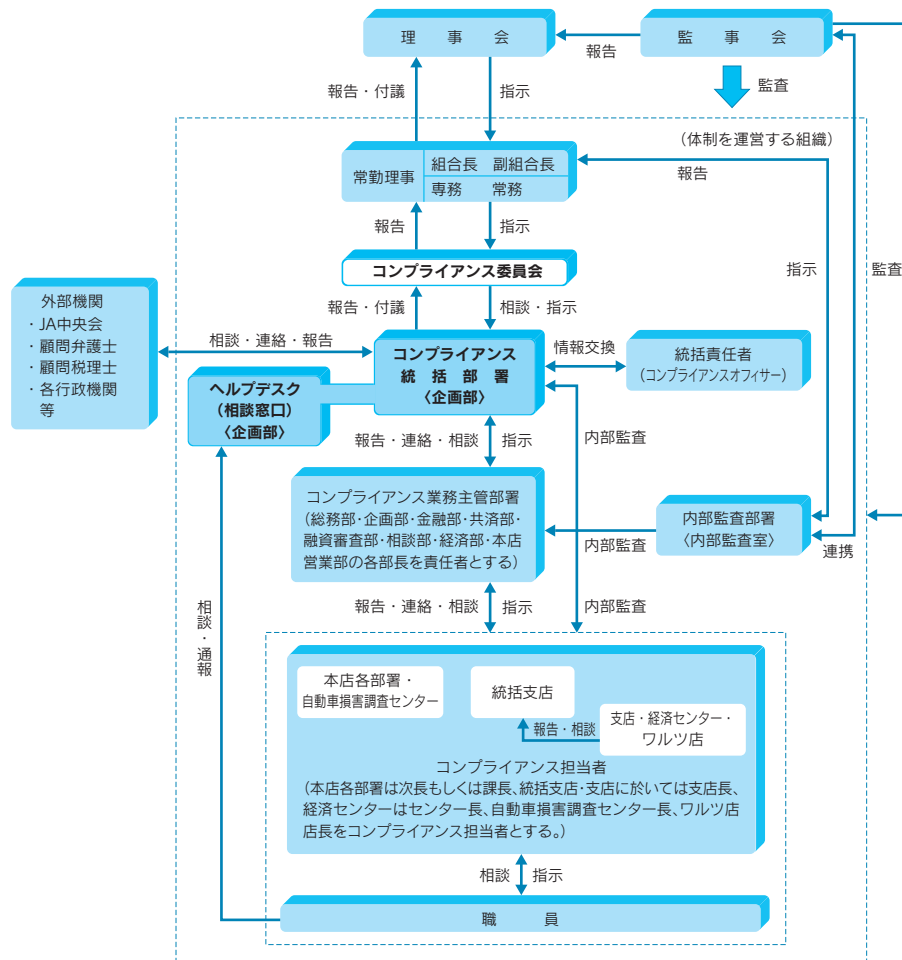 理事会
監事会
報告
監査
報告・付議
指示
(体制を運営する組織)
常勤理事
組合長 副組合長
専務 常務
報告
報告
指示
指示
監査
コンプライアンス委員会
報告・付議
相談・指示
外部機関
・JA中央会
・顧問弁護士
・顧問税理士
・各行政機関
等
相談・連絡・報告
コンプライアンス
統括部署
〈企画部〉
情報交換
統括責任者
(コンプライアンスオフィサー)
ヘルプデスク
(相談窓口)
〈企画部〉
報告・連絡・相談
指示
内部監査
コンプライアンス業務主管部署
(総務部・企画部・金融部・共済部・
融資審査部・相談部・経済部・本店
営業部の各部長を責任者とする)
内部監査
内部監査部署
〈内部監査室〉
連携
相談・通報
報告・連絡・相談
指示
内部監査
本店各部署・
自動車損害調査センター
統括支店
報告・相談
支店・経済センター・
ワルツ店
コンプライアンス担当者
(本店各部署は次長もしくは課長、統括支店・支店に於いては支店長、
経済センターはセンター長、自動車損害調査センター長、ワルツ店
店長をコンプライアンス担当者とする。)
相談
指示
職員